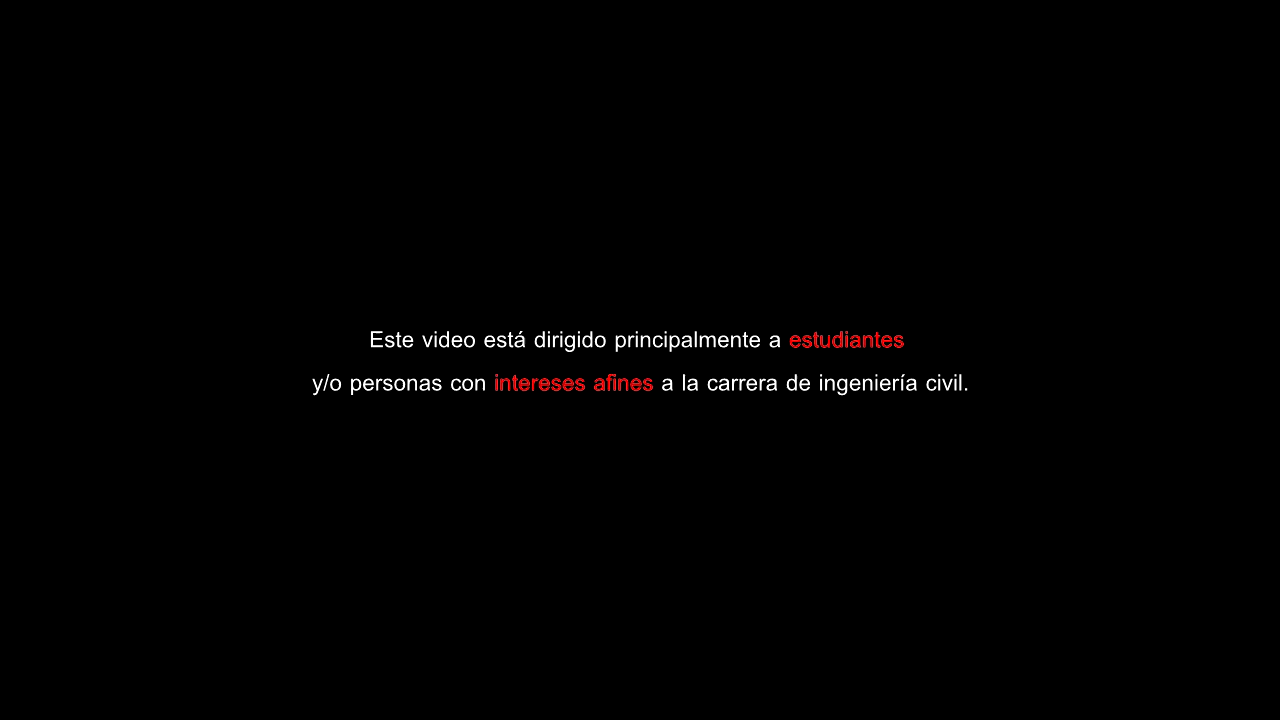 Este video está dirigido principalmente a estudiantes
y/o personas con intereses afines a la carrera de ingeniería civil.